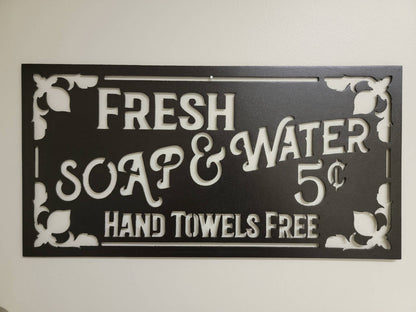 FRESH
SOAP & WATER
5¢
HAND TOWELS FREE